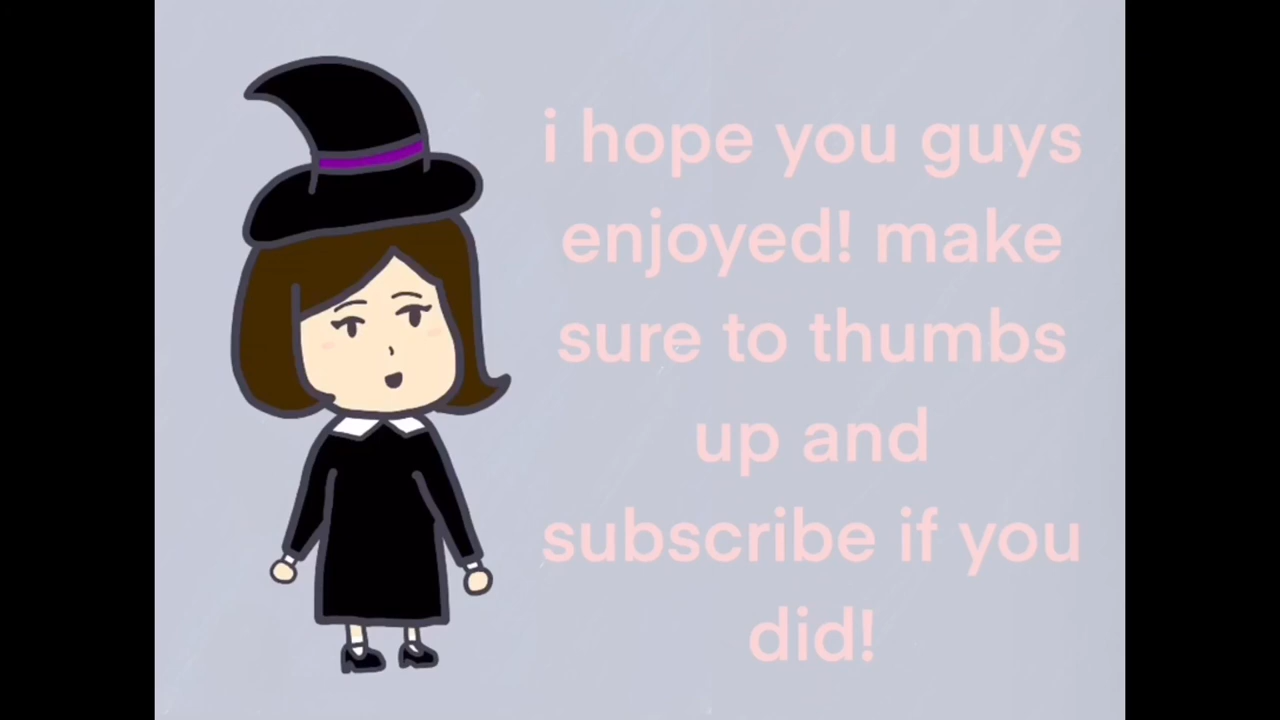 i hope you guys
enjoyed! make
sure to thumbs
up and
subscribe if you
did!